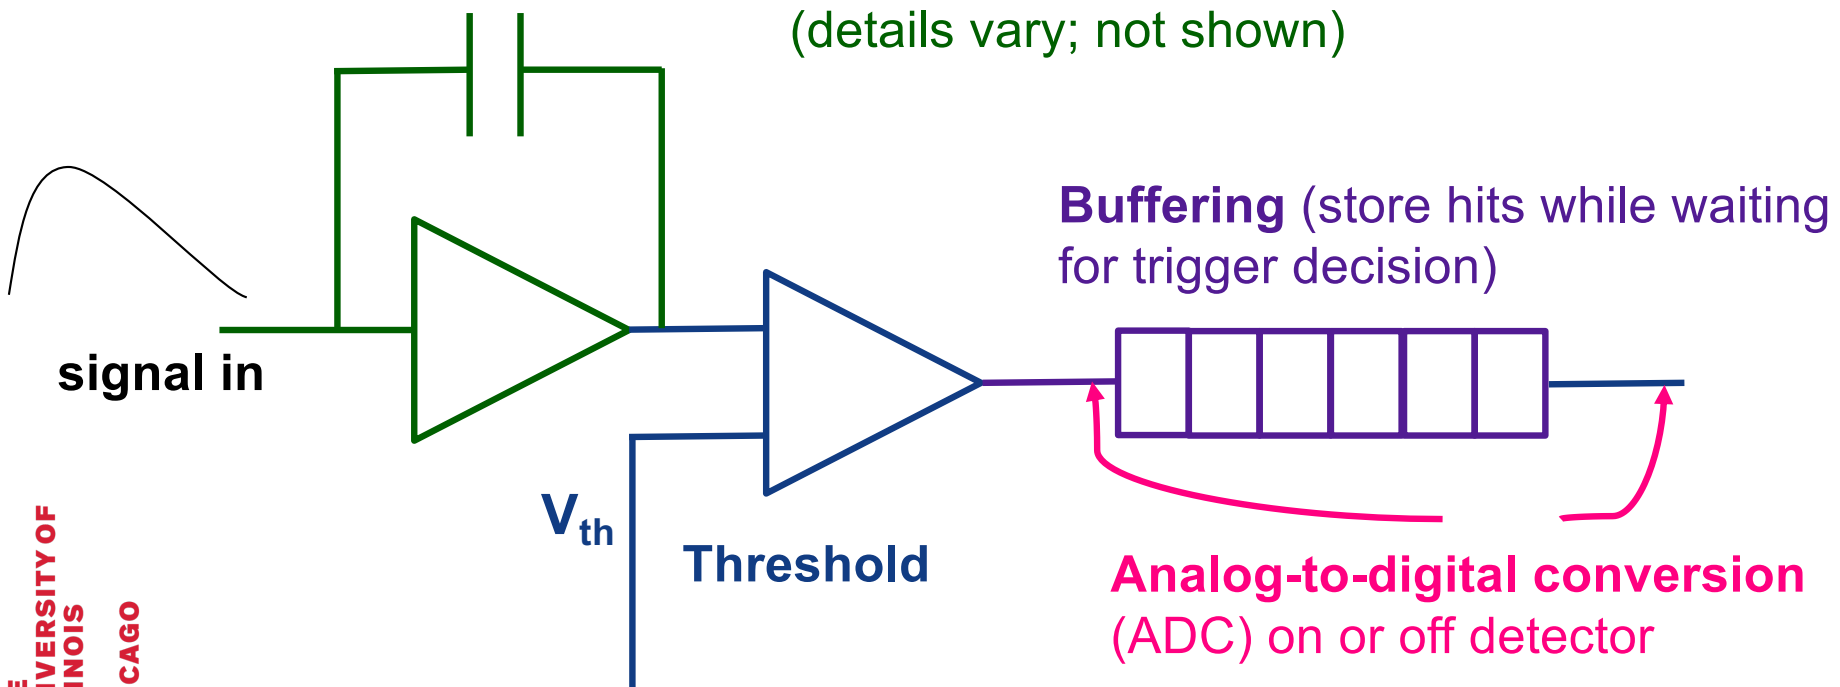 (details vary; not shown)
Buffering (store hits while waiting
for trigger decision)
signal in
Vth
Threshold
Analog-to-digital conversion
(ADC) on or off detector